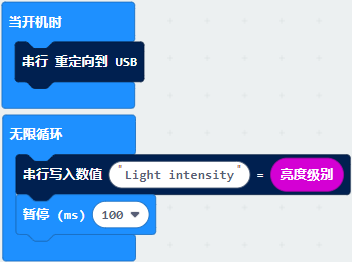 当开机时
串行 重定向到 USB
无限循环
串行写入数值 "Light intensity" = 亮度级别
暂停 (ms) 100